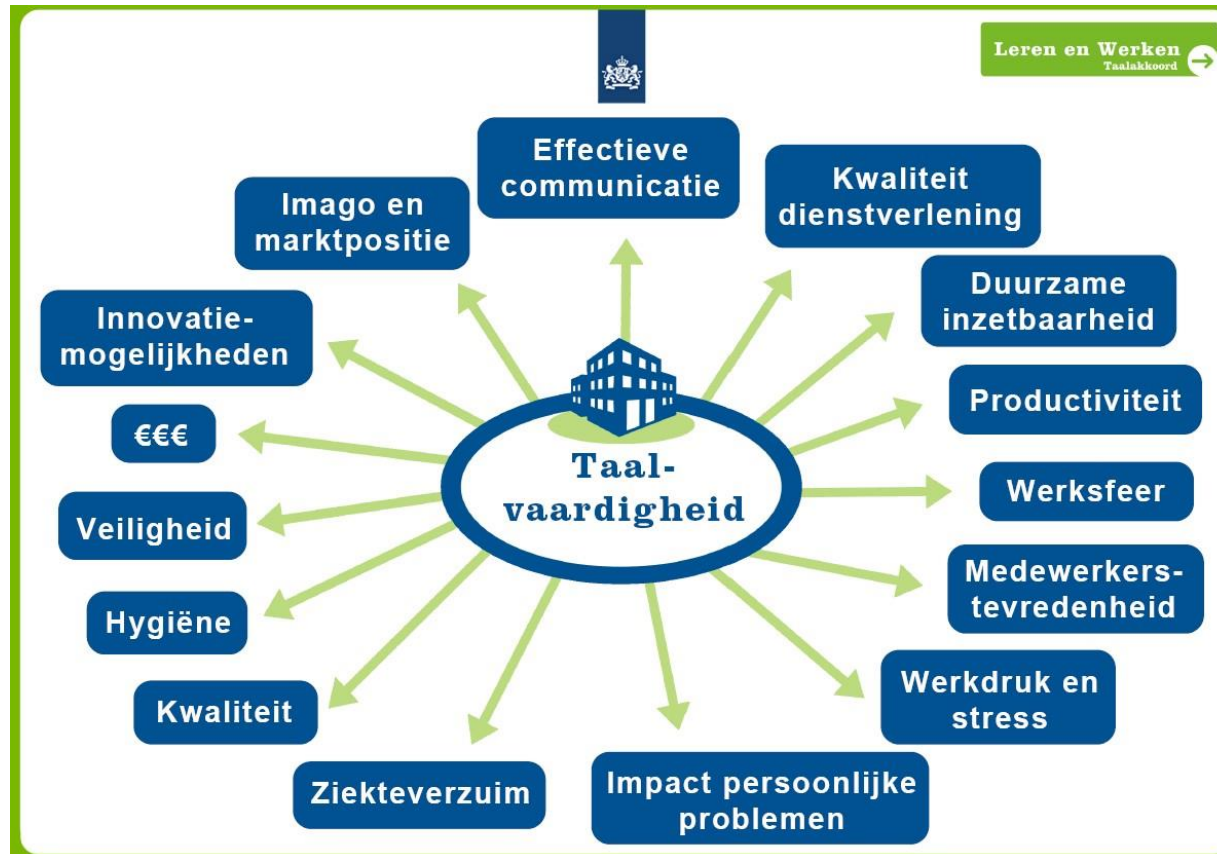 Leren en Werken
Taalakkoord
Effectieve
communicatie
Kwaliteit
dienstverlening
Imago en
marktpositie
Duurzame
inzetbaarheid
Innovatie-
mogelijkheden
Productiviteit
€€€
Taal-
vaardigheid
Werksfeer
Veiligheid
Medewerkers-
tevredenheid
Hygiëne
Werkdruk en
stress
Kwaliteit
Impact persoonlijke
problemen
Ziekteverzuim